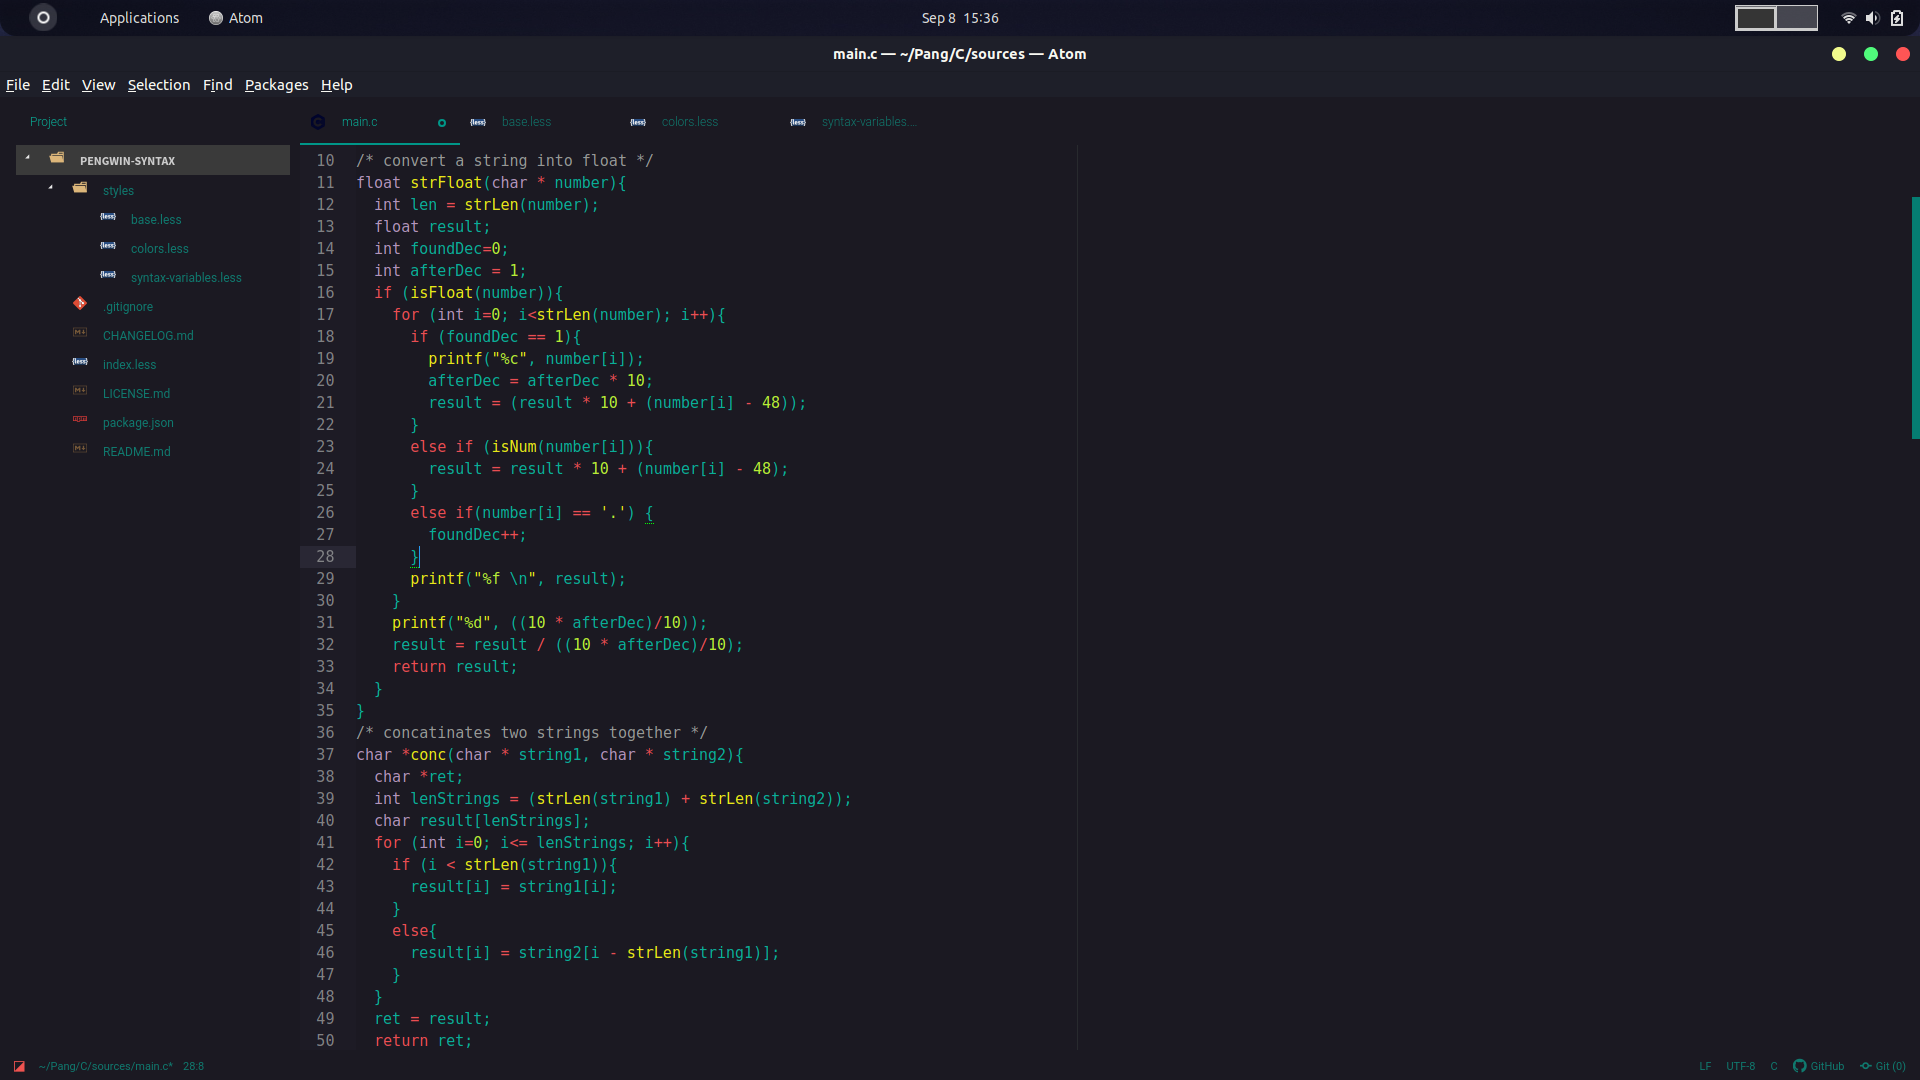 Applications Atom Sep 8 15:36
main.c — ~/Pang/C/sources — Atom
File Edit View Selection Find Packages Help
Project
PENGWIN-SYNTAX
styles
base.less
colors.less
syntax-variables.less
.gitignore
CHANGELOG.md
index.less
LICENSE.md
package.json
README.md
main.c {less} base.less {less} colors.less {less} syntax-variables....
10 /* convert a string into float */
11 float strFloat(char * number){
12   int len = strLen(number);
13   float result;
14   int foundDec=0;
15   int afterDec = 1;
16   if (isFloat(number)){
17     for (int i=0; i<strLen(number); i++){
18       if (foundDec == 1){
19         printf("%c", number[i]);
20         afterDec = afterDec * 10;
21         result = (result * 10 + (number[i] - 48));
22       }
23       else if (isNum(number[i])){
24         result = result * 10 + (number[i] - 48);
25       }
26       else if(number[i] == '.') {
27         foundDec++;
28       }
29       printf("%f \n", result);
30     }
31     printf("%d", ((10 * afterDec)/10));
32     result = result / ((10 * afterDec)/10);
33     return result;
34   }
35 }
36 /* concatinates two strings together */
37 char *conc(char * string1, char * string2){
38   char *ret;
39   int lenStrings = (strLen(string1) + strLen(string2));
40   char result[lenStrings];
41   for (int i=0; i<= lenStrings; i++){
42     if (i < strLen(string1)){
43       result[i] = string1[i];
44     }
45     else{
46       result[i] = string2[i - strLen(string1)];
47     }
48   }
49   ret = result;
50   return ret;
~/Pang/C/sources/main.c* 28:8 LF UTF-8 C GitHub Git (0)